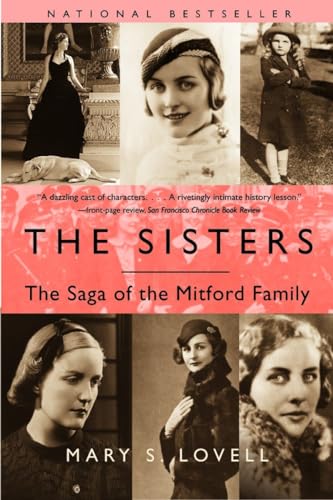 NATIONAL BESTSELLER
“A dazzling cast of characters. . . . A rivetingly intimate history lesson.”
—front-page review, San Francisco Chronicle Book Review
THE SISTERS
The Saga of the Mitford Family
MARY S. LOVELL